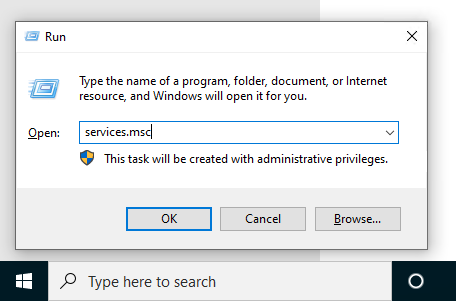 Run
Type the name of a program, folder, document, or Internet
resource, and Windows will open it for you.
Open: services.msc
This task will be created with administrative privileges.
OK Cancel Browse...
Type here to search